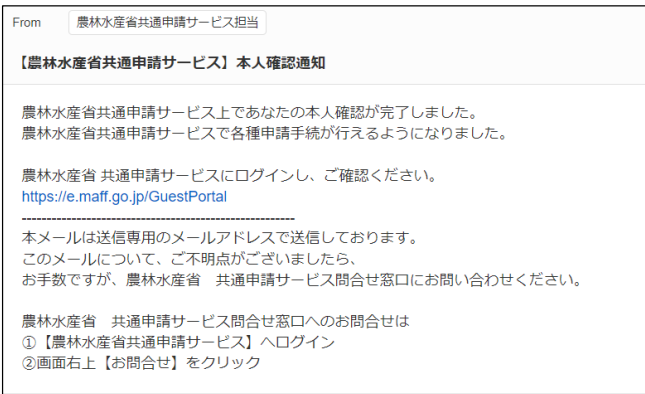 From 農林水産省共通申請サービス担当
【農林水産省共通申請サービス】本人確認通知
農林水産省共通申請サービス上であなたの本人確認が完了しました。
農林水産省共通申請サービスで各種申請手続が行えるようになりました。
農林水産省 共通申請サービスにログインし、ご確認ください。
https://e.maff.go.jp/GuestPortal
-------------------------------------------------------
本メールは送信専用のメールアドレスで送信しております。
このメールについて、ご不明点がございましたら、
お手数ですが、農林水産省　共通申請サービス問合せ窓口にお問い合わせください。
農林水産省　共通申請サービス問合せ窓口へのお問合せは
①【農林水産省共通申請サービス】へログイン
②画面右上【お問合せ】をクリック